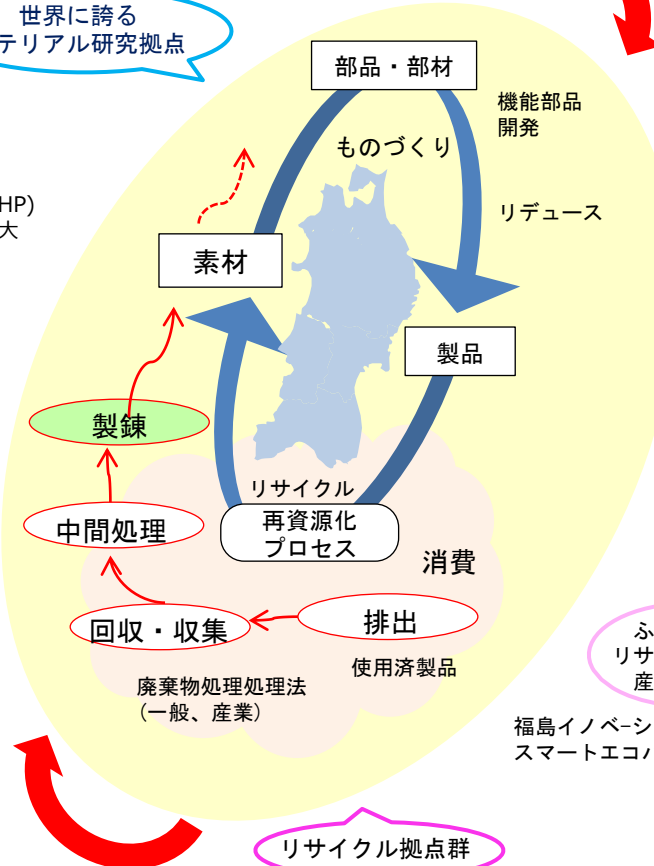 世界に誇る
テリアル研究拠点
部品・部材
機能部品
開発
ものづくり
HP)
大
リデュース
素材
製品
製錬
リサイクル
再資源化
プロセス
中間処理
消費
排出
回収・収集
使用済製品
廃棄物処理処理法
(一般、産業)
ふ
リサ
産
福島イノベｰシ
スマートエコ
リサイクル拠点群